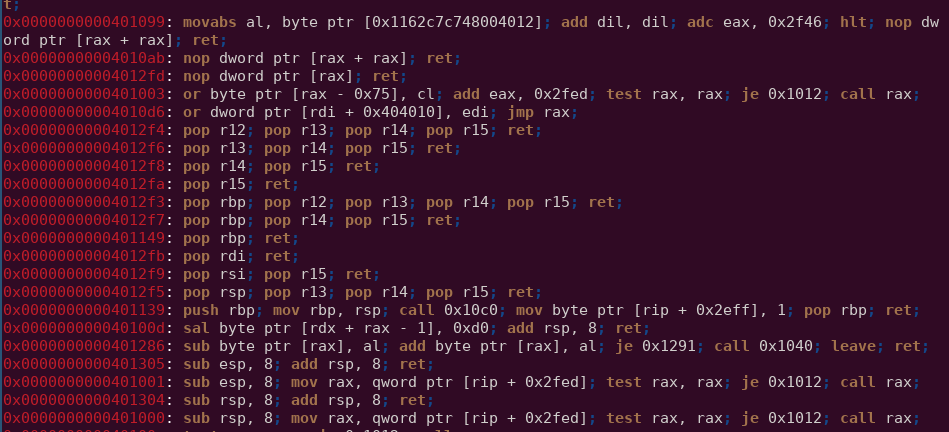 t;
0x0000000000401099: movabs al, byte ptr [0x1162c7c748004012]; add dil, dil; adc eax, 0x2f46; hlt; nop dw
ord ptr [rax + rax]; ret;
0x00000000004010ab: nop dword ptr [rax + rax]; ret;
0x00000000004012fd: nop dword ptr [rax]; ret;
0x0000000000401003: or byte ptr [rax - 0x75], cl; add eax, 0x2fed; test rax, rax; je 0x1012; call rax;
0x00000000004010d6: or dword ptr [rdi + 0x404010], edi; jmp rax;
0x00000000004012f4: pop r12; pop r13; pop r14; pop r15; ret;
0x00000000004012f6: pop r13; pop r14; pop r15; ret;
0x00000000004012f8: pop r14; pop r15; ret;
0x00000000004012fa: pop r15; ret;
0x00000000004012f3: pop rbp; pop r12; pop r13; pop r14; pop r15; ret;
0x00000000004012f7: pop rbp; pop r14; pop r15; ret;
0x0000000000401149: pop rbp; ret;
0x00000000004012fb: pop rdi; ret;
0x00000000004012f9: pop rsi; pop r15; ret;
0x00000000004012f5: pop rsp; pop r13; pop r14; pop r15; ret;
0x0000000000401139: push rbp; mov rbp, rsp; call 0x10c0; mov byte ptr [rip + 0x2eff], 1; pop rbp; ret;
0x000000000040100d: sal byte ptr [rdx + rax - 1], 0xd0; add rsp, 8; ret;
0x0000000000401286: sub byte ptr [rax], al; add byte ptr [rax], al; je 0x1291; call 0x1040; leave; ret;
0x0000000000401305: sub esp, 8; add rsp, 8; ret;
0x0000000000401001: sub esp, 8; mov rax, qword ptr [rip + 0x2fed]; test rax, rax; je 0x1012; call rax;
0x0000000000401304: sub rsp, 8; add rsp, 8; ret;
0x0000000000401000: sub rsp, 8; mov rax, qword ptr [rip + 0x2fed]; test rax, rax; je 0x1012; call rax;